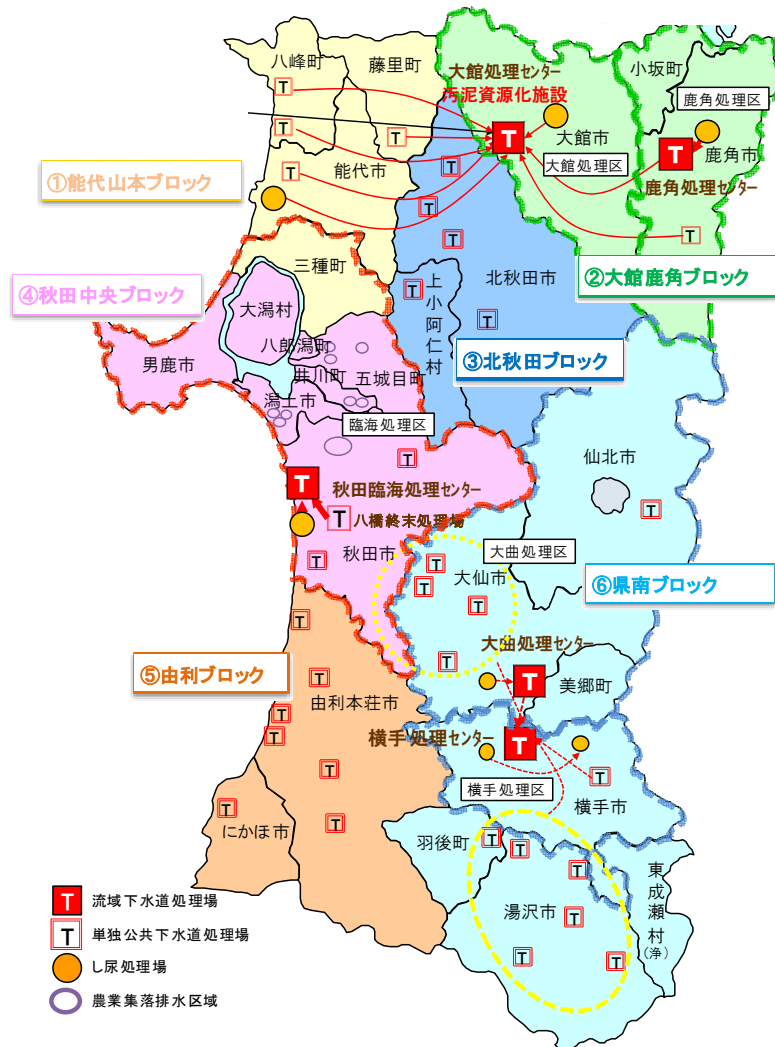 八峰町
藤里町
小坂町
大館処理センター
汚泥資源化施設
鹿角処理区
T
T
T
T
大館市
鹿角市
T
大館処理区
能代市
T
T
鹿角処理センター
①能代山本ブロック
T
T
T
三種町
北秋田市
②大館鹿角ブロック
④秋田中央ブロック
大潟村
上小阿仁村
T
T
八郎潟町
男鹿市
井川町
五城目町
③北秋田ブロック
潟上市
臨海処理区
仙北市
T
T
秋田臨海処理センター
T
T
八橋終末処理場
秋田市
T
大曲処理区
T
大仙市
T
T
⑥県南ブロック
T
大曲処理センター
T
⑤由利ブロック
T
T
美郷町
由利本荘市
T
T
横手処理センター
T
T
T
横手処理区
横手市
T
にかほ市
T
羽後町
T
T
T
東成瀬村
(浄)
湯沢市
T
T
T
T 流域下水道処理場
T 単独公共下水道処理場
し尿処理場
農業集落排水区域